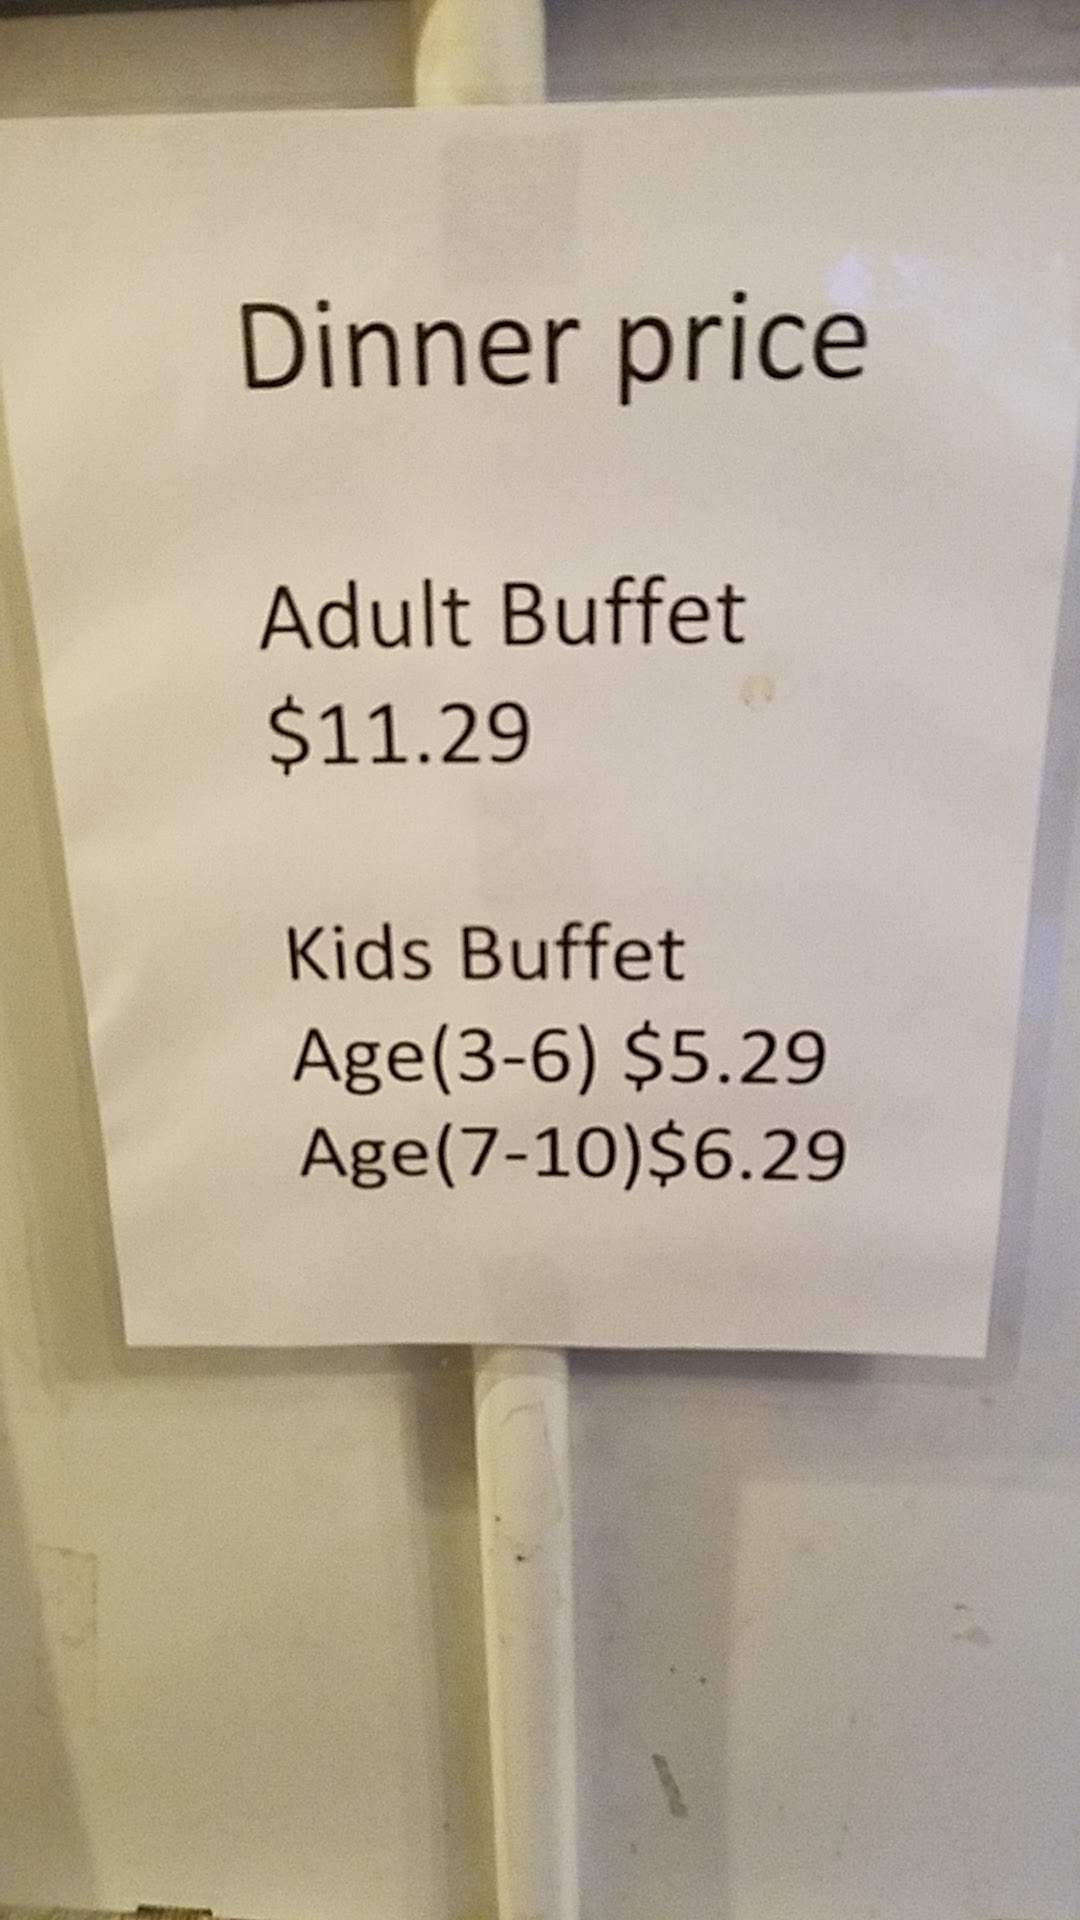 Dinner price
Adult Buffet
$11.29
Kids Buffet
Age(3-6) $5.29
Age(7-10)$6.29